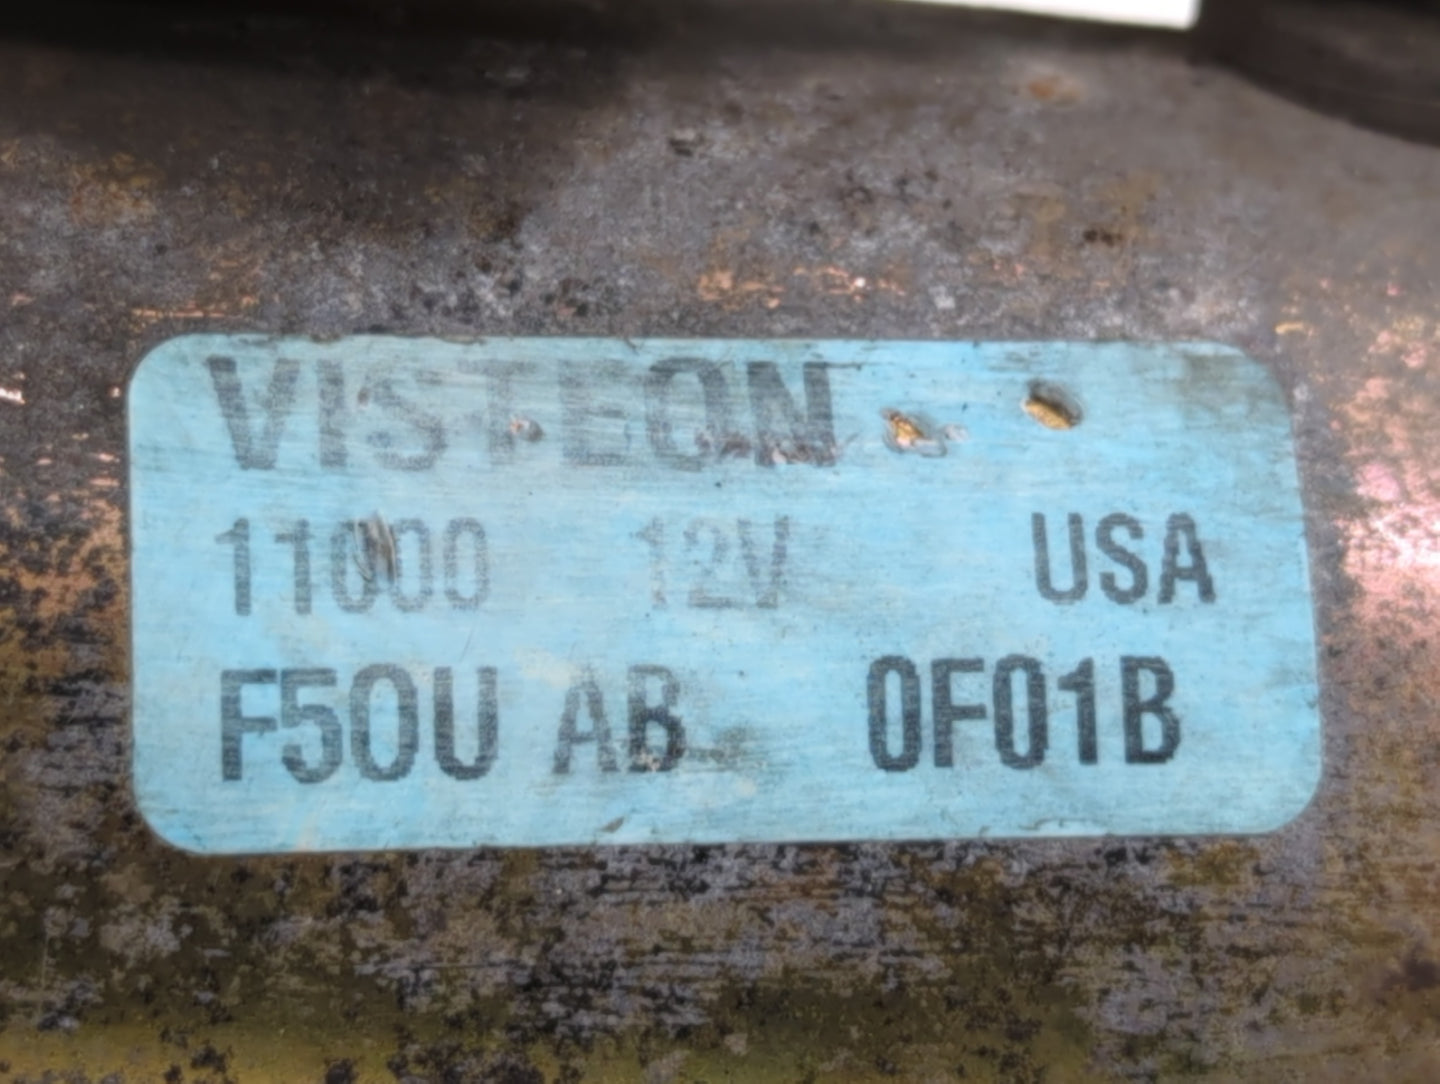 VISTEON
11000 12V USA
F5OU AB 0F01B